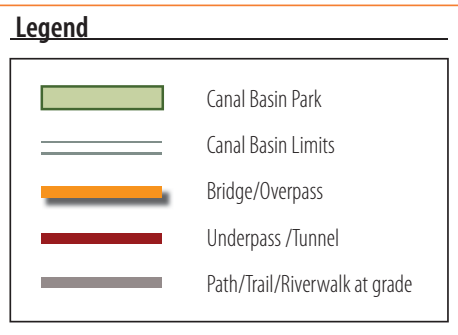 Legend
Canal Basin Park
Canal Basin Limits
Bridge/Overpass
Underpass /Tunnel
Path/Trail/Riverwalk at grade